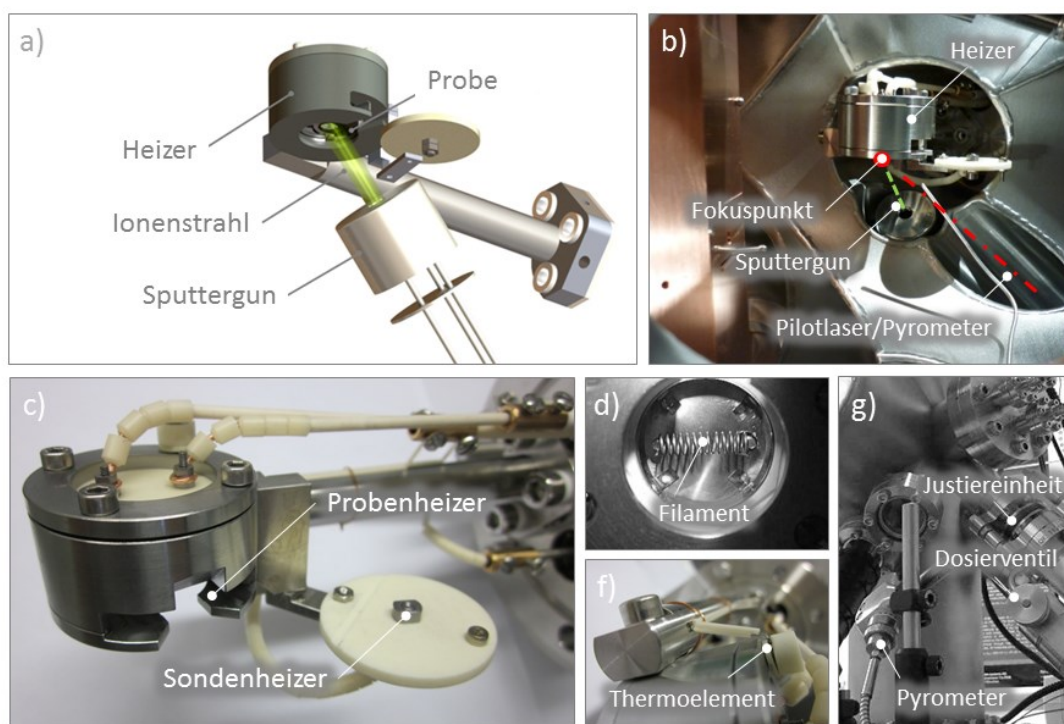 a)
Probe
Heizer
Ionenstrahl
Sputtergun
b)
Heizer
Fokuspunkt
Sputtergun
Pilotlaser/Pyrometer
c)
Probenheizer
Sondenheizer
d)
Filament
f)
Thermoelement
g)
Justiereinheit
Dosierventil
Pyrometer